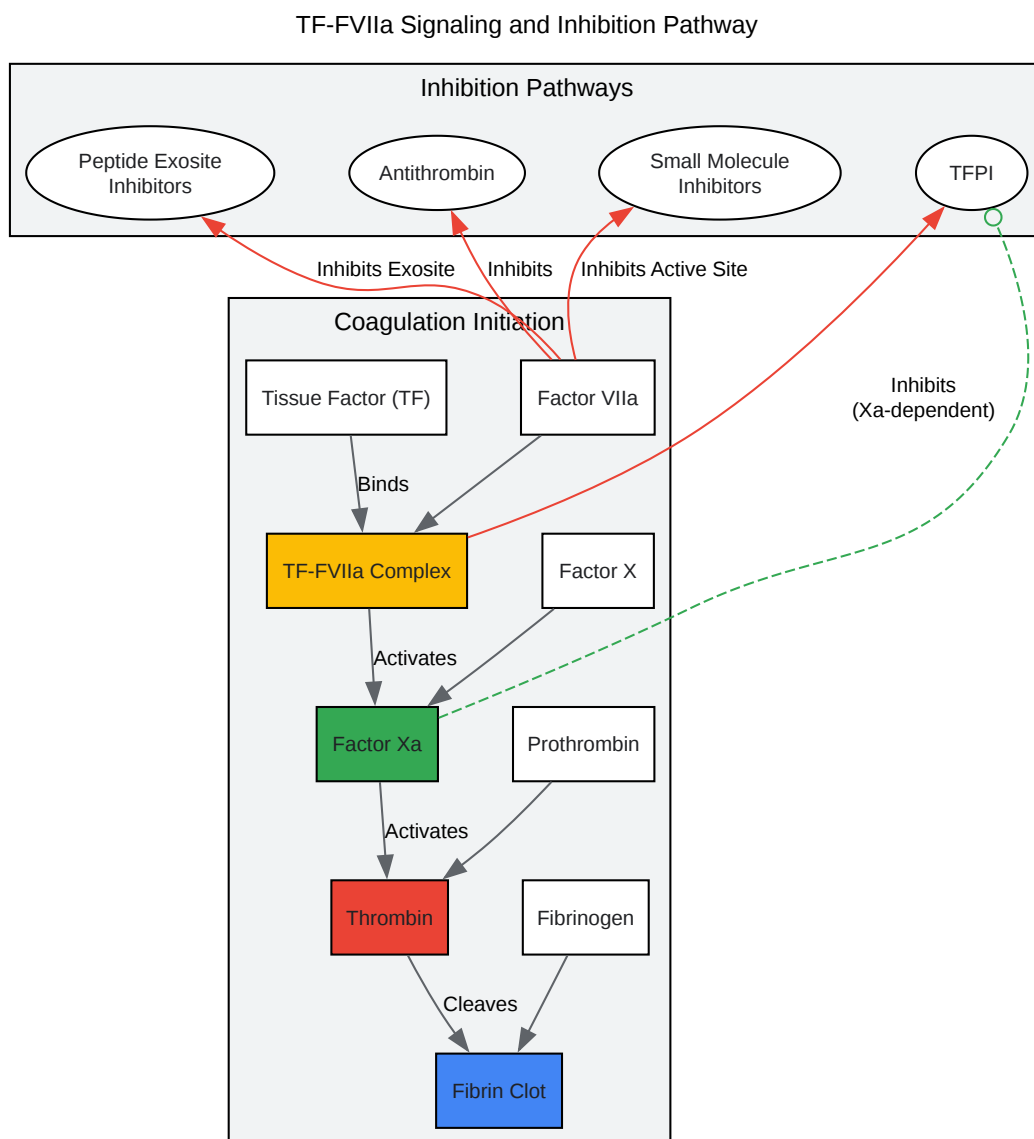 TF-FVIIa Signaling and Inhibition Pathway
Inhibition Pathways
Peptide Exosite
Inhibitors
Antithrombin
Small Molecule
Inhibitors
TFPI
Inhibits Exosite
Inhibits
Inhibits Active Site
Coagulation Initiation
Tissue Factor (TF)
Factor VIIa
Inhibits
(Xa-dependent)
Binds
TF-FVIIa Complex
Factor X
Activates
Factor Xa
Prothrombin
Activates
Thrombin
Fibrinogen
Cleaves
Fibrin Clot